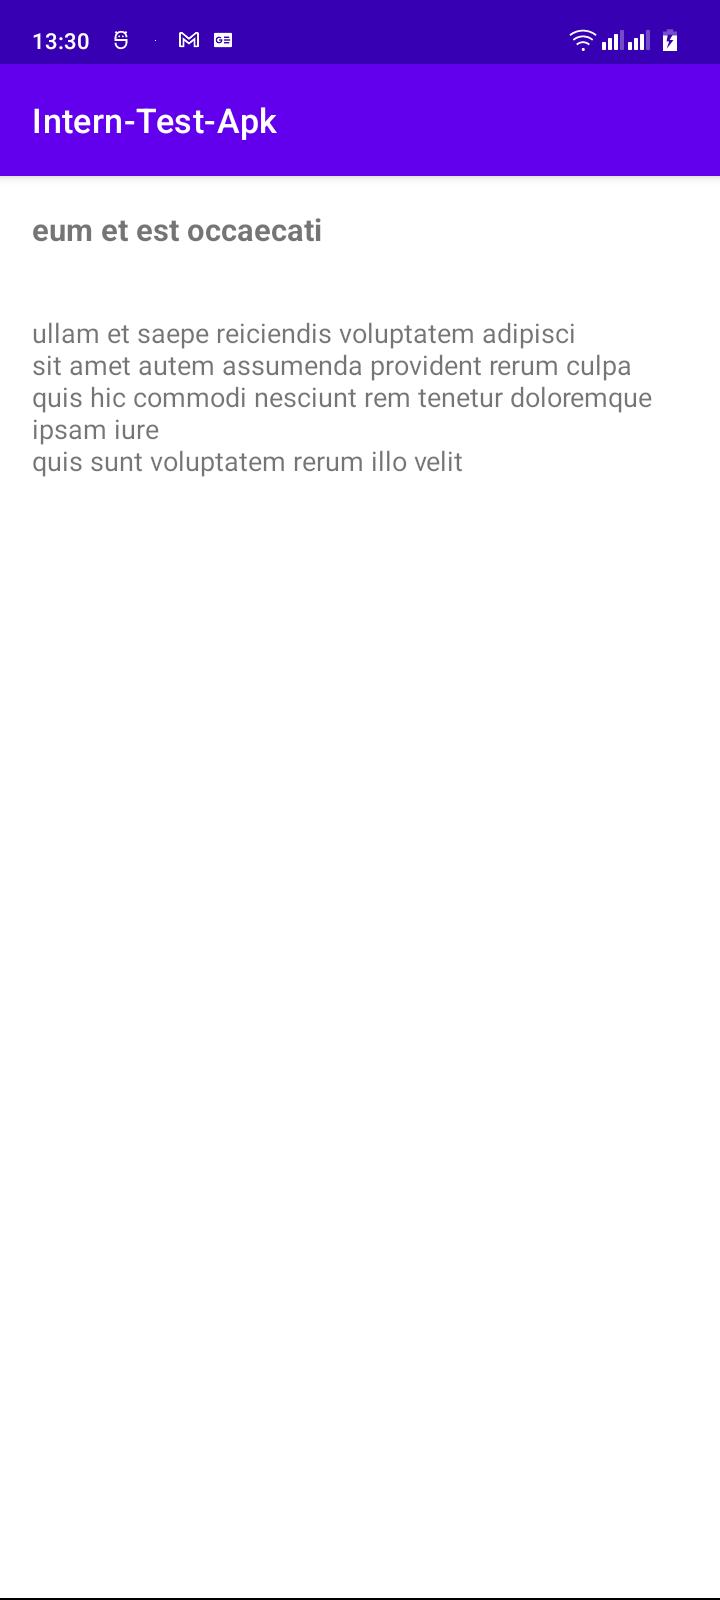 13:30
Intern-Test-Apk
eum et est occaecati
ullam et saepe reiciendis voluptatem adipisci
sit amet autem assumenda provident rerum culpa
quis hic commodi nesciunt rem tenetur doloremque
ipsam iure
quis sunt voluptatem rerum illo velit